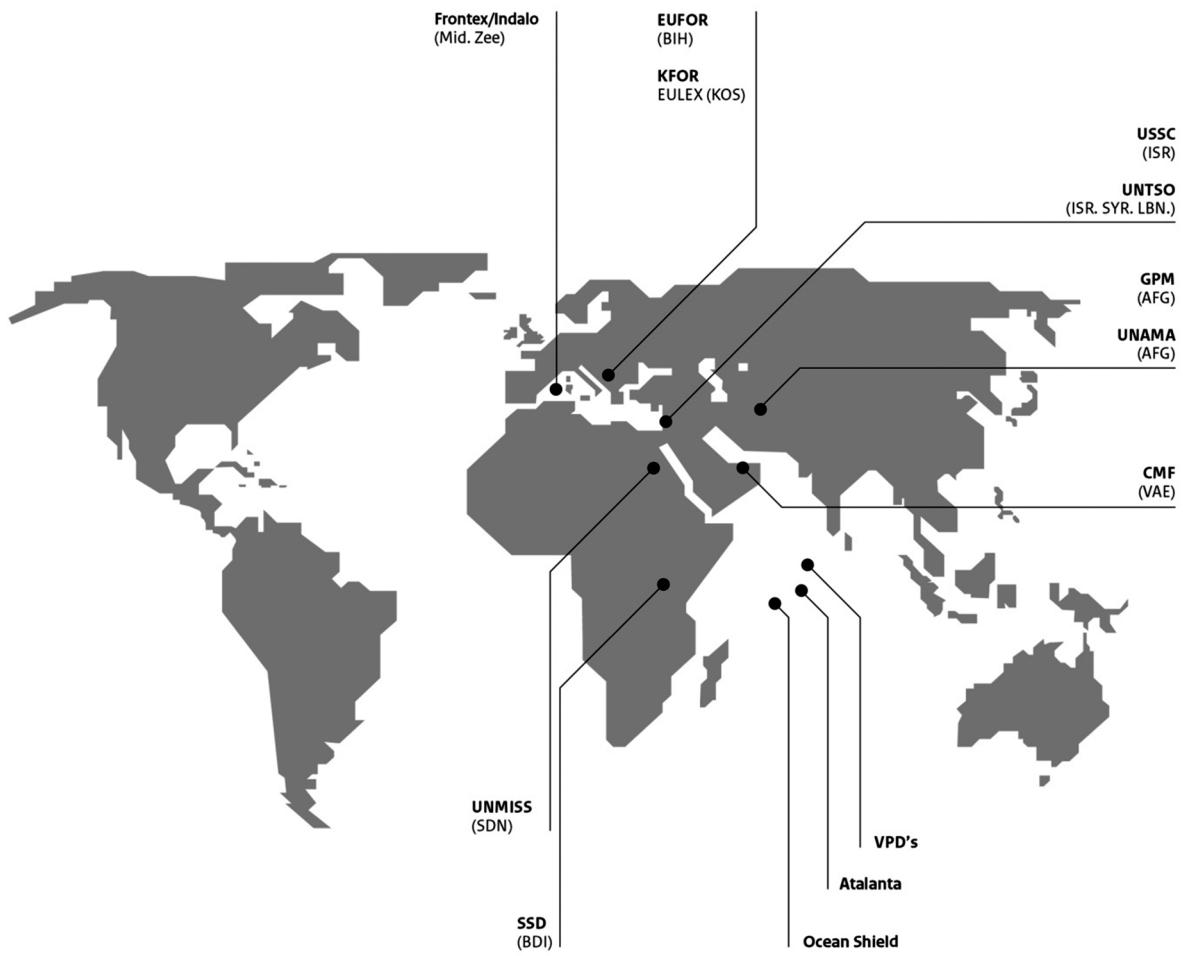 Frontex/Indalo
(Mid. Zee)
EUFOR
(BIH)
KFOR
EULEX (KOS)
USSC
(ISR)
UNTSO
(ISR. SYR. LBN.)
GPM
(AFG)
UNAMA
(AFG)
CMF
(VAE)
UNMISS
(SDN)
VPD's
Atalanta
SSD
(BDI)
Ocean Shield